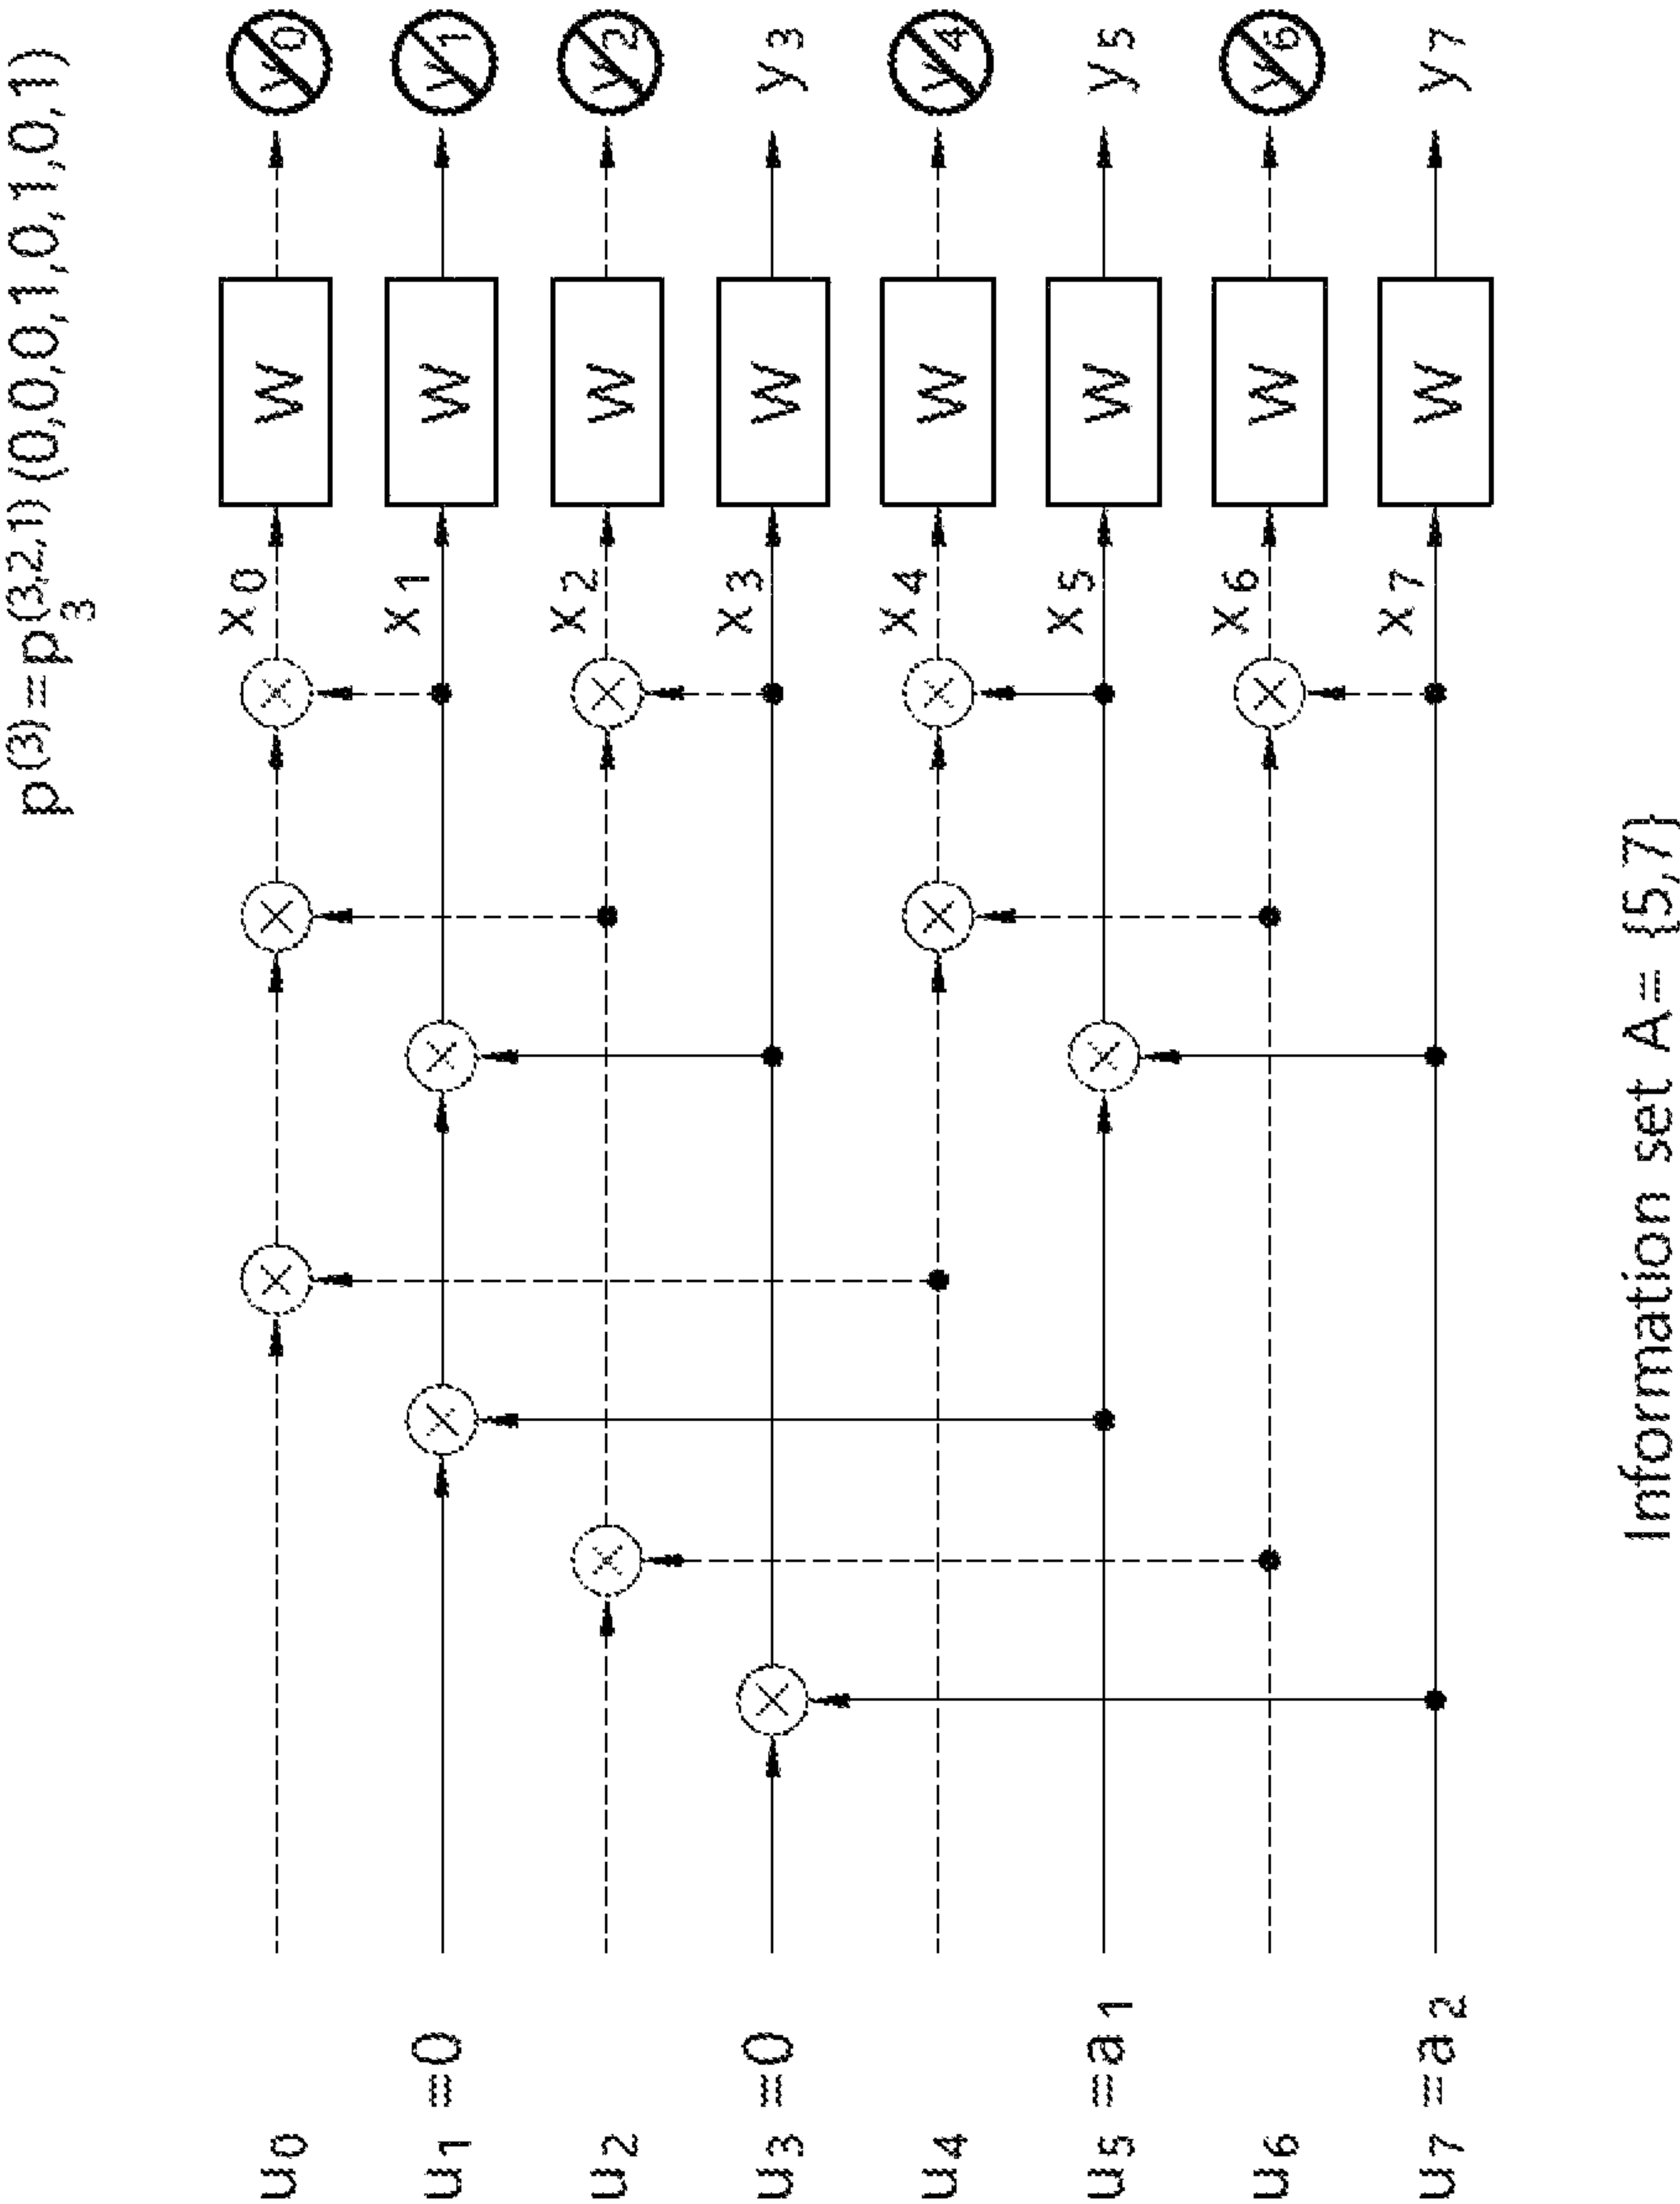 p⁽³⁾=p₃⁽³,²,¹⁾(0,0,0,1,0,1,0,1)
u₀ x₀ W y₀
u₁=0 x₁ W y₁
u₂ x₂ W y₂
u₃=0 x₃ W y₃
u₄ x₄ W y₄
u₅=a₁ x₅ W y₅
u₆ x₆ W y₆
u₇=a₂ x₇ W y₇
Information set A= {5,7}